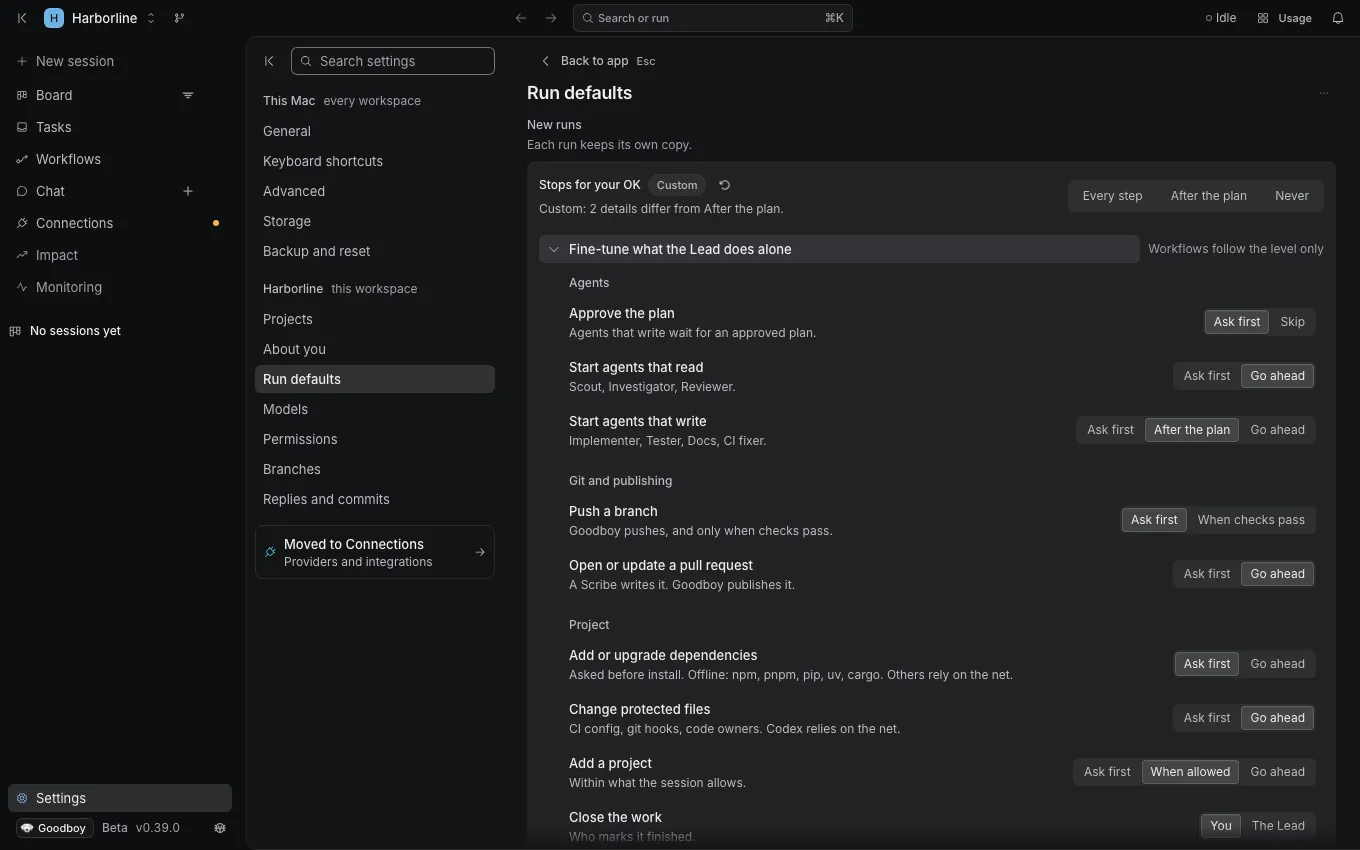 H Harborline
Search or run ⌘K
Idle
Usage
New session
Board
Tasks
Workflows
Chat
Connections
Impact
Monitoring
No sessions yet
Settings
Goodboy Beta v0.39.0
Search settings
This Mac every workspace
General
Keyboard shortcuts
Advanced
Storage
Backup and reset
Harborline this workspace
Projects
About you
Run defaults
Models
Permissions
Branches
Replies and commits
Moved to Connections
Providers and integrations
Back to app Esc
Run defaults
New runs
Each run keeps its own copy.
Stops for your OK Custom
Custom: 2 details differ from After the plan.
Every step After the plan Never
Fine-tune what the Lead does alone
Workflows follow the level only
Agents
Approve the plan
Agents that write wait for an approved plan.
Ask first Skip
Start agents that read
Scout, Investigator, Reviewer.
Ask first Go ahead
Start agents that write
Implementer, Tester, Docs, CI fixer.
Ask first After the plan Go ahead
Git and publishing
Push a branch
Goodboy pushes, and only when checks pass.
Ask first When checks pass
Open or update a pull request
A Scribe writes it. Goodboy publishes it.
Ask first Go ahead
Project
Add or upgrade dependencies
Asked before install. Offline: npm, pnpm, pip, uv, cargo. Others rely on the net.
Ask first Go ahead
Change protected files
CI config, git hooks, code owners. Codex relies on the net.
Ask first Go ahead
Add a project
Within what the session allows.
Ask first When allowed Go ahead
Close the work
Who marks it finished.
You The Lead